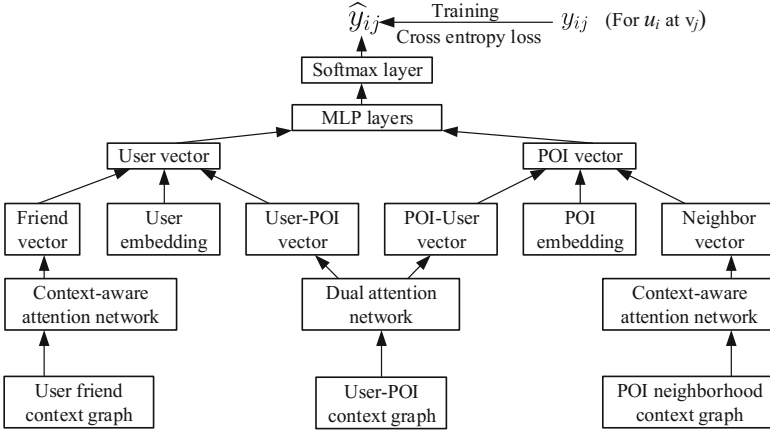 ŷᵢⱼ Training yᵢⱼ (For uᵢ at vⱼ)
Cross entropy loss
Softmax layer
MLP layers
User vector
POI vector
Friend
vector
User
embedding
User-POI
vector
POI-User
vector
POI
embedding
Neighbor
vector
Context-aware
attention network
Dual attention
network
Context-aware
attention network
User friend
context graph
User-POI
context graph
POI neighborhood
context graph